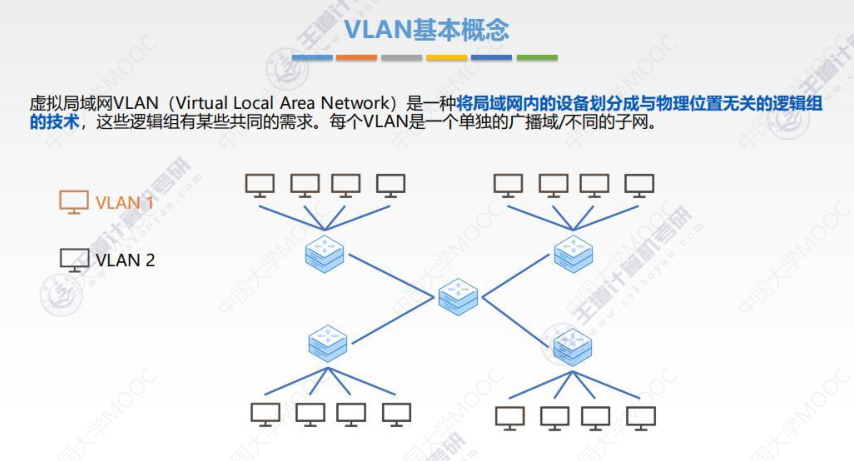 VLAN基本概念
虚拟局域网VLAN（Virtual Local Area Network）是一种将局域网内的设备划分成与物理位置无关的逻辑组
的技术，这些逻辑组有某些共同的需求。每个VLAN是一个单独的广播域/不同的子网。
VLAN 1
VLAN 2
王道计算机考研
www.cskaoyan.com
中国大学MOOC